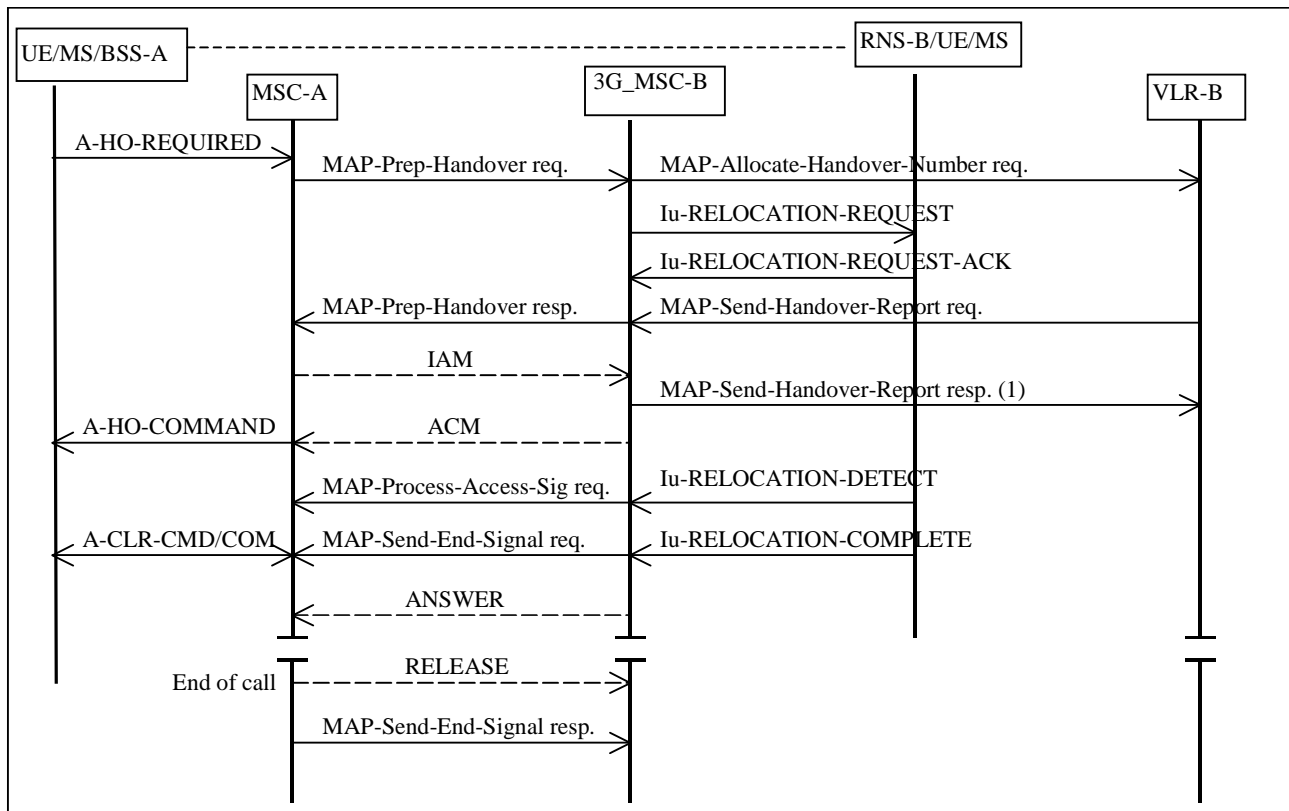 UE/MS/BSS-A
RNS-B/UE/MS
MSC-A
3G_MSC-B
VLR-B
A-HO-REQUIRED
MAP-Prep-Handover req.
MAP-Allocate-Handover-Number req.
Iu-RELOCATION-REQUEST
Iu-RELOCATION-REQUEST-ACK
MAP-Prep-Handover resp.
MAP-Send-Handover-Report req.
IAM
MAP-Send-Handover-Report resp. (1)
A-HO-COMMAND
ACM
MAP-Process-Access-Sig req.
Iu-RELOCATION-DETECT
A-CLR-CMD/COM
MAP-Send-End-Signal req.
Iu-RELOCATION-COMPLETE
ANSWER
RELEASE
End of call
MAP-Send-End-Signal resp.